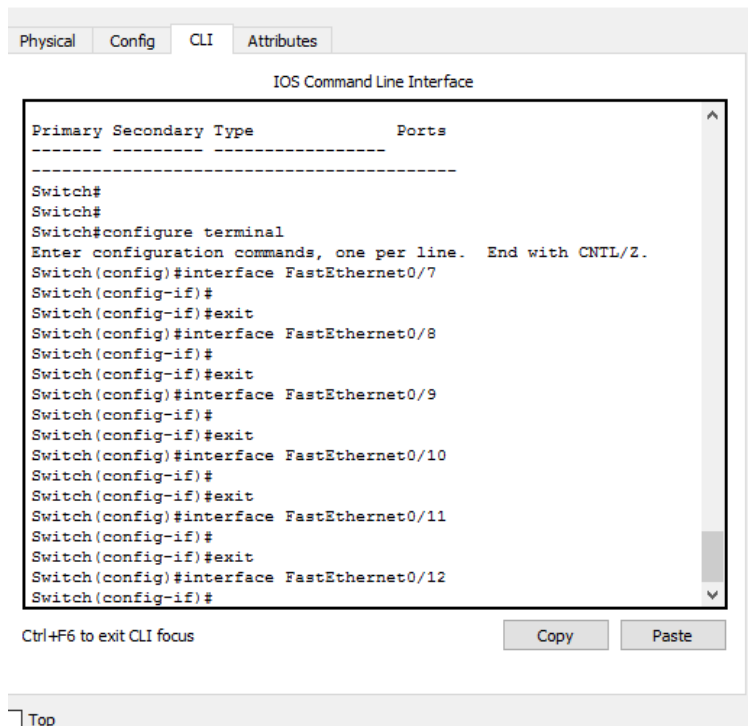 Physical Config CLI Attributes
IOS Command Line Interface
Primary Secondary Type Ports
------- --------- -----------------
------------------------------------------
Switch#
Switch#
Switch#configure terminal
Enter configuration commands, one per line. End with CNTL/Z.
Switch(config)#interface FastEthernet0/7
Switch(config-if)#
Switch(config-if)#exit
Switch(config)#interface FastEthernet0/8
Switch(config-if)#
Switch(config-if)#exit
Switch(config)#interface FastEthernet0/9
Switch(config-if)#
Switch(config-if)#exit
Switch(config)#interface FastEthernet0/10
Switch(config-if)#
Switch(config-if)#exit
Switch(config)#interface FastEthernet0/11
Switch(config-if)#
Switch(config-if)#exit
Switch(config)#interface FastEthernet0/12
Switch(config-if)#
Ctrl+F6 to exit CLI focus Copy Paste
Top